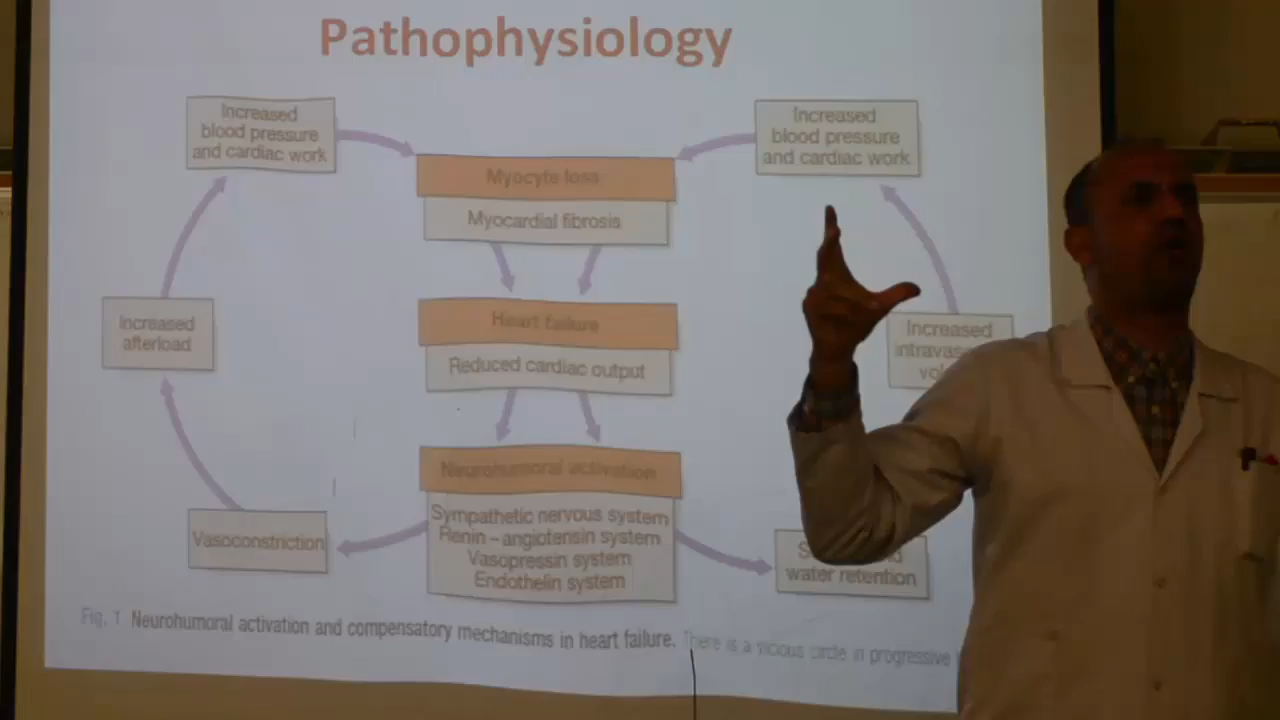 Pathophysiology
Increased
blood pressure
and cardiac work
Increased
blood pressure
and cardiac work
Myocyte loss
Myocardial fibrosis
Heart failure
Reduced cardiac output
Increased
afterload
Increased
Neurohumoral activation
Sympathetic nervous system
Renin – angiotensin system
Vasopressin system
Endothelin system
Vasoconstriction
water retention
Fig. 1 Neurohumoral activation and compensatory mechanisms in heart failure. There is a vicious circle in progressive